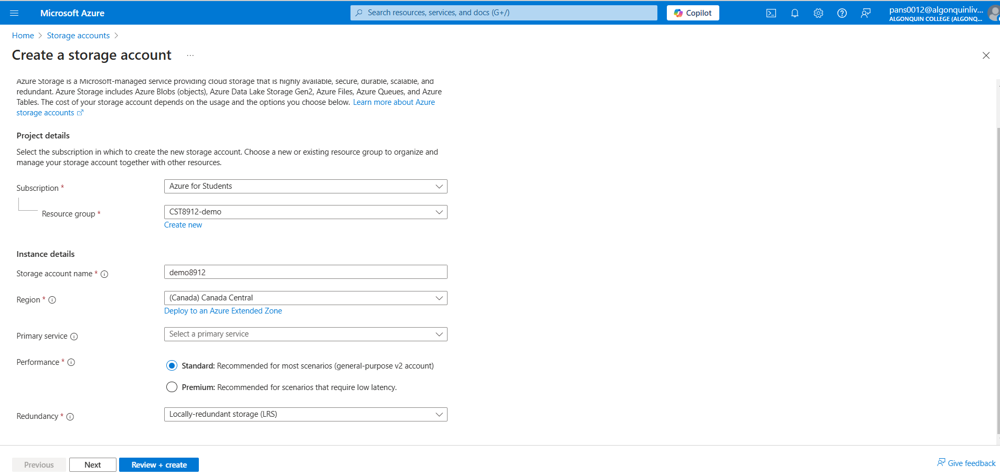 Microsoft Azure
Search resources, services, and docs (G+/)
Copilot
pans0012@algonquinliv...
ALGONQUIN COLLEGE (ALGONQ...
Home > Storage accounts >
Create a storage account ...
Azure Storage is a Microsoft-managed service providing cloud storage that is highly available, secure, durable, scalable, and
redundant. Azure Storage includes Azure Blobs (objects), Azure Data Lake Storage Gen2, Azure Files, Azure Queues, and Azure
Tables. The cost of your storage account depends on the usage and the options you choose below. Learn more about Azure
storage accounts
Project details
Select the subscription in which to create the new storage account. Choose a new or existing resource group to organize and
manage your storage account together with other resources.
Subscription *
Azure for Students
Resource group *
CST8912-demo
Create new
Instance details
Storage account name *
demo8912
Region *
(Canada) Canada Central
Deploy to an Azure Extended Zone
Primary service
Select a primary service
Performance *
Standard: Recommended for most scenarios (general-purpose v2 account)
Premium: Recommended for scenarios that require low latency.
Redundancy *
Locally-redundant storage (LRS)
Previous
Next
Review + create
Give feedback